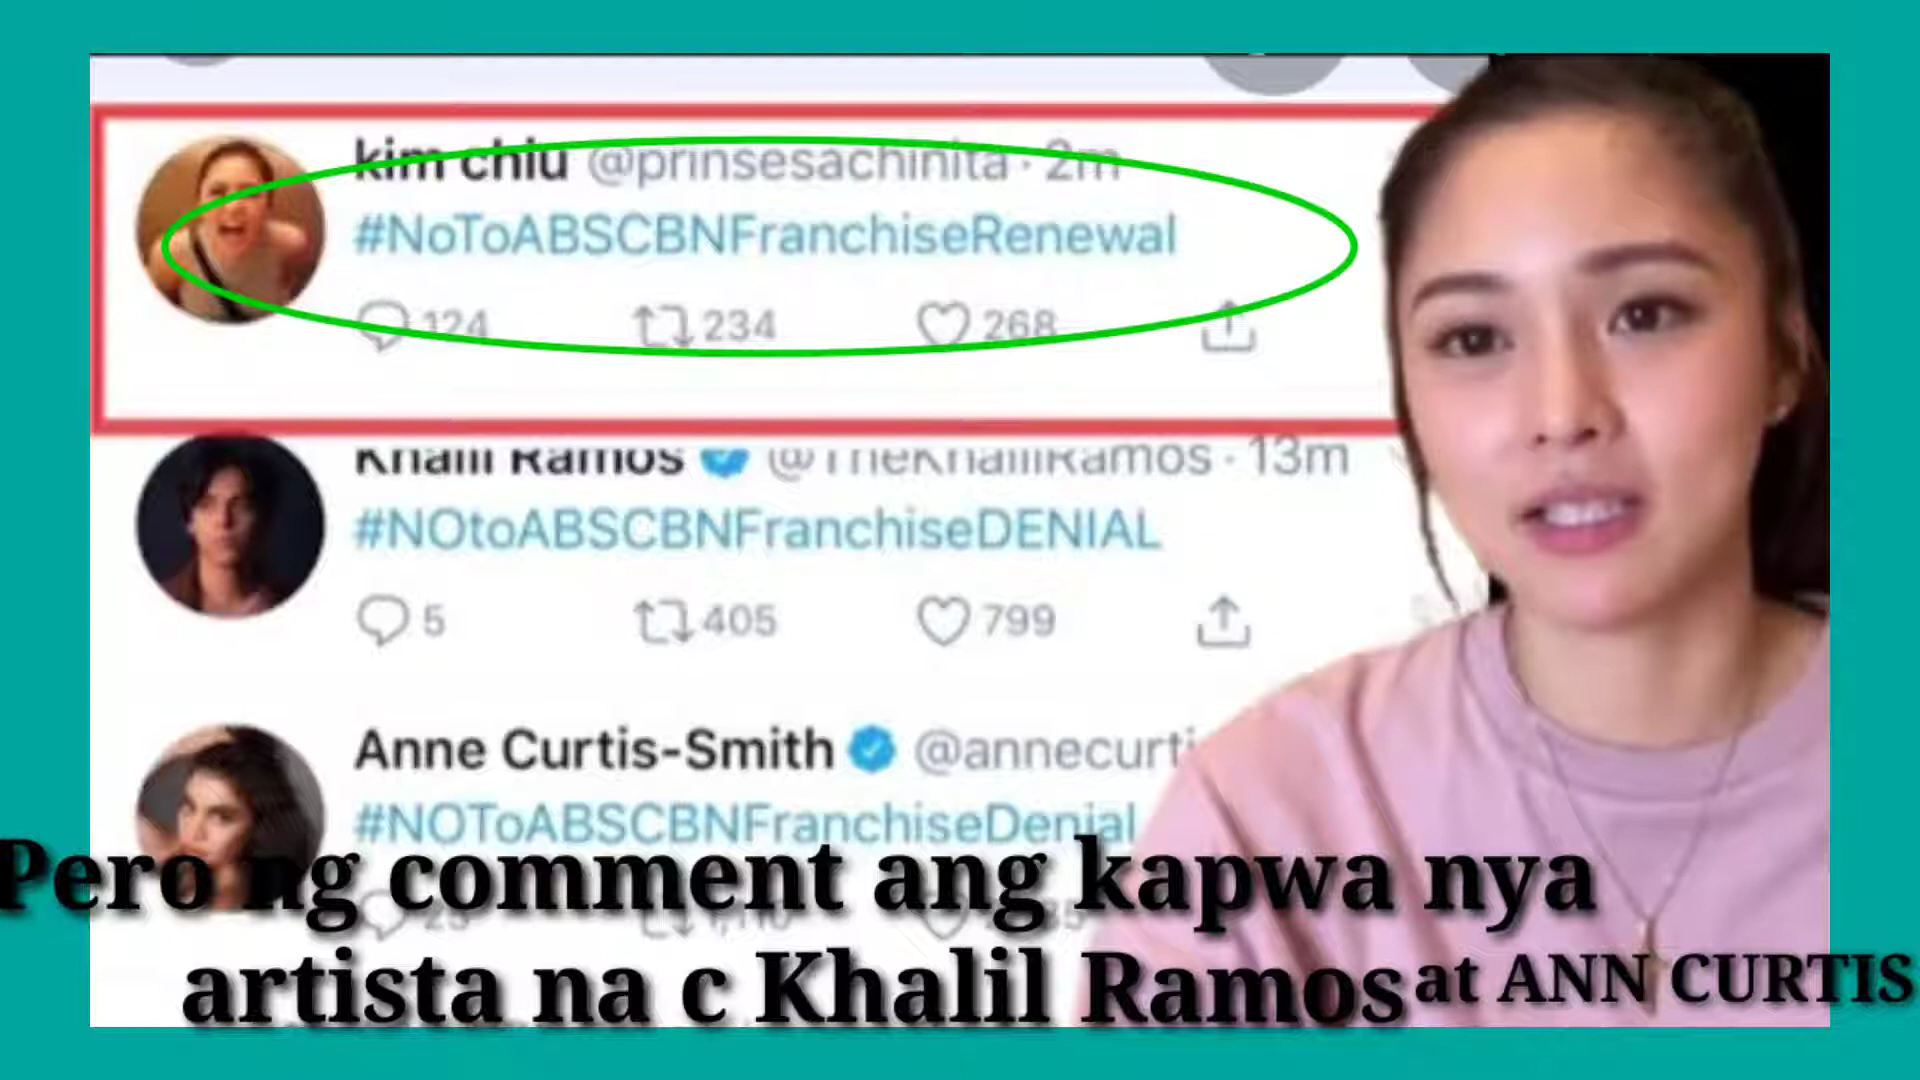 kim chiu @prinsesachinita · 2m
#NoToABSCBNFranchiseRenewal
124 234 268
Khalil Ramos @TheKhalilRamos · 13m
#NOtoABSCBNFranchiseDENIAL
5 405 799
Anne Curtis-Smith @annecurti
#NOToABSCBNFranchiseDenial
Pero ng comment ang kapwa nya
artista na c Khalil Ramos at ANN CURTIS